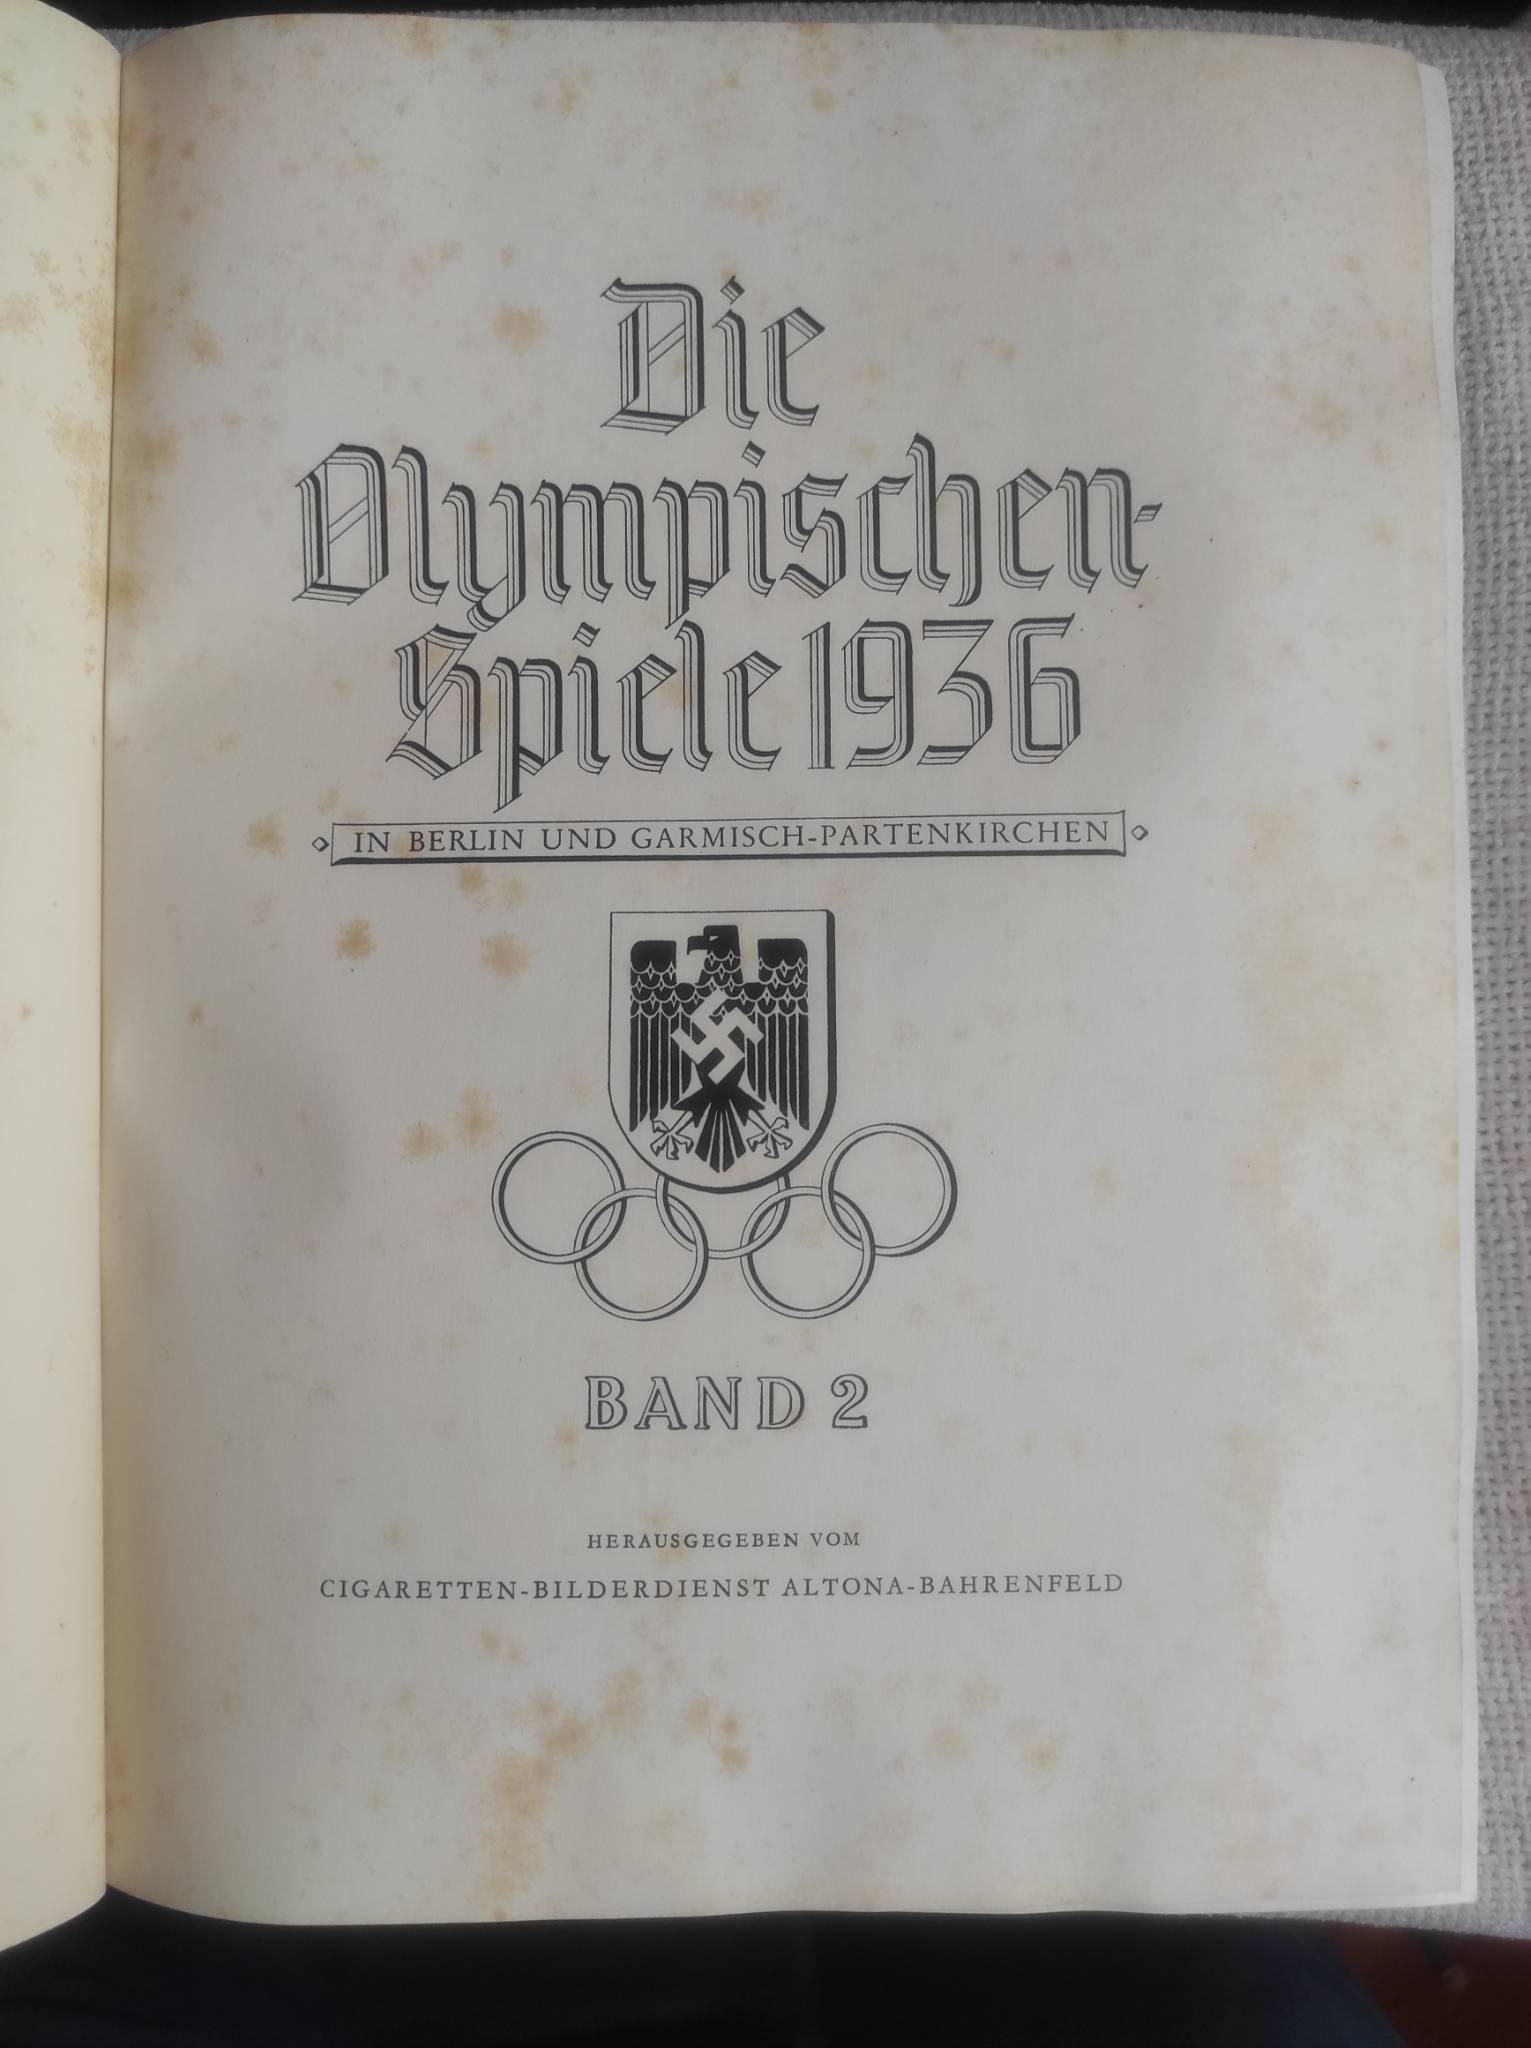 Die
Olympischen-
Spiele 1936
IN BERLIN UND GARMISCH-PARTENKIRCHEN
BAND 2
HERAUSGEGEBEN VOM
CIGARETTEN-BILDERDIENST ALTONA-BAHRENFELD